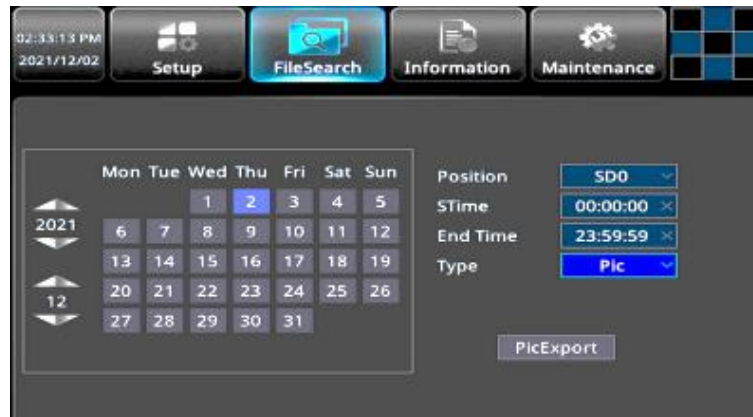 02:33:13 PM
2021/12/02
Setup
FileSearch
Information
Maintenance
Mon Tue Wed Thu Fri Sat Sun
1 2 3 4 5
2021
6 7 8 9 10 11 12
13 14 15 16 17 18 19
12
20 21 22 23 24 25 26
27 28 29 30 31
Position SD0
STime 00:00:00
End Time 23:59:59
Type Pic
PicExport